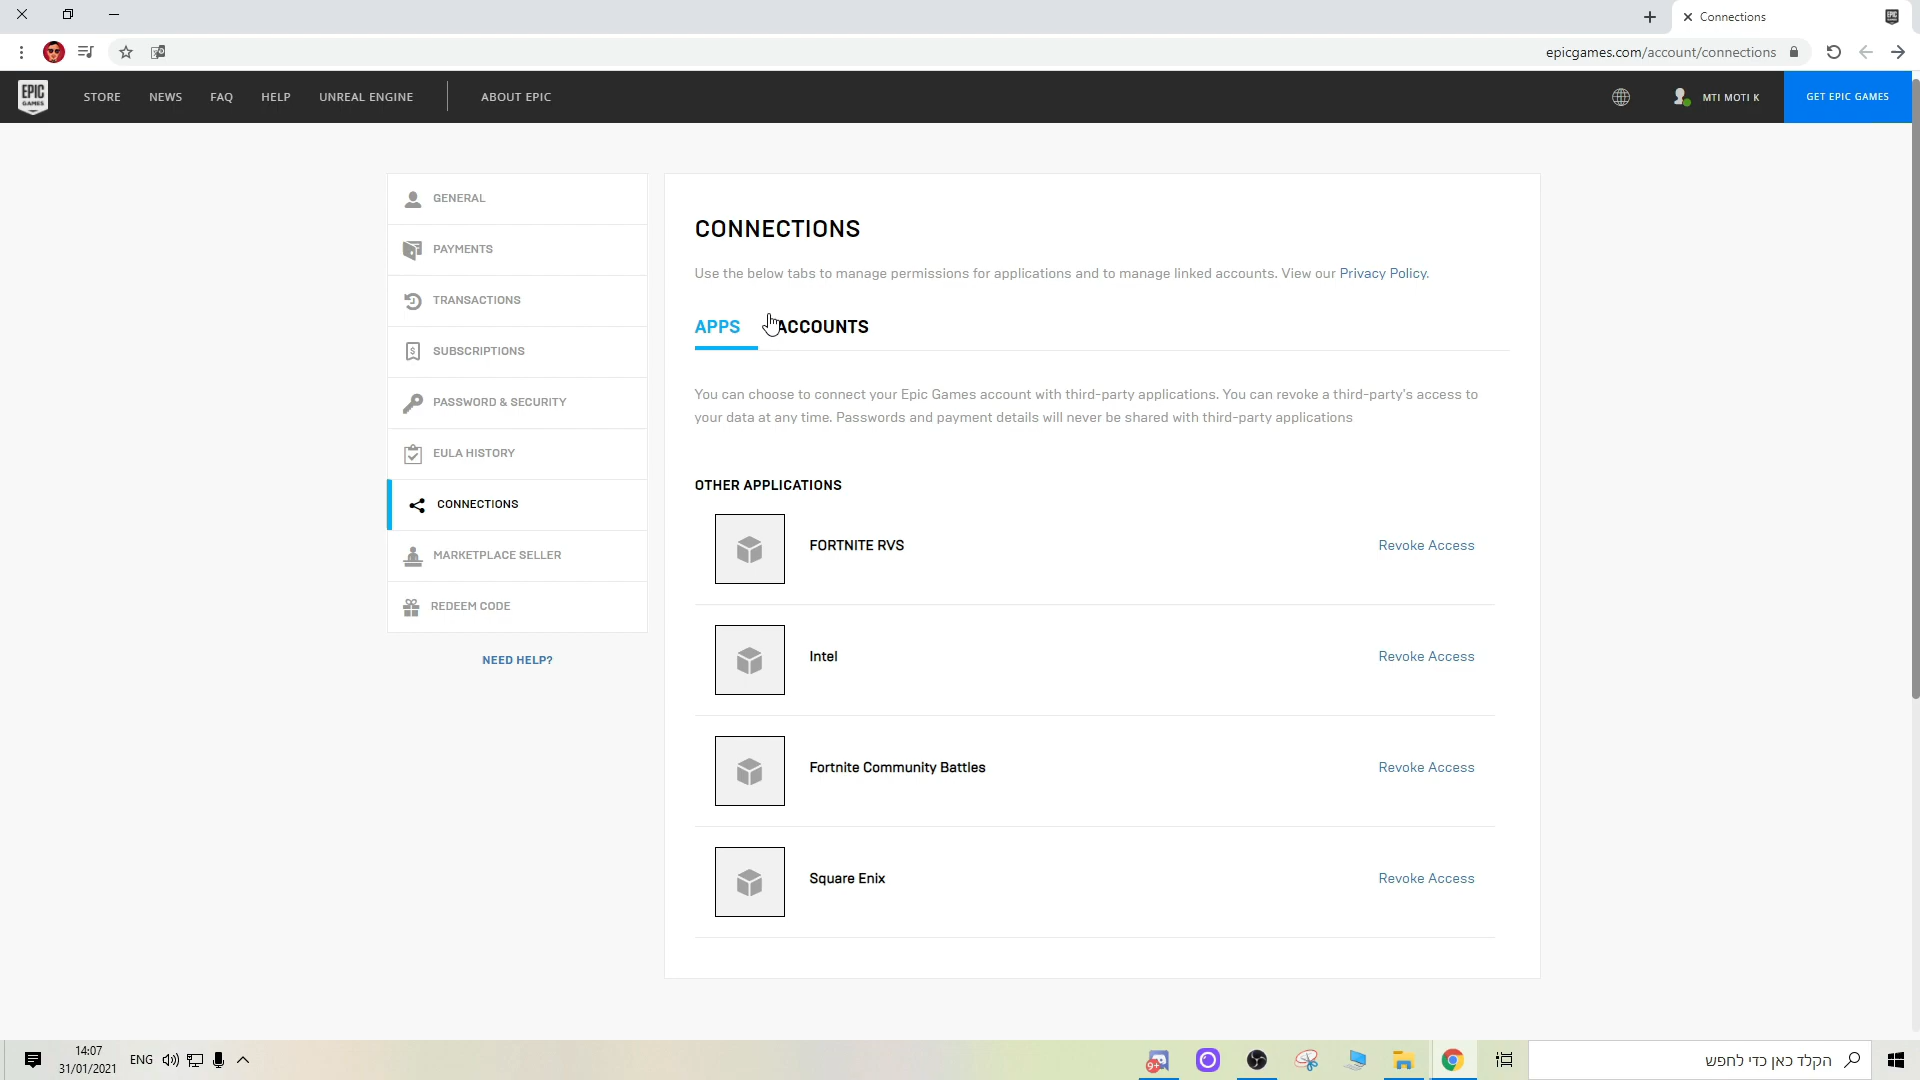 Connections
epicgames.com/account/connections
EPIC GAMES
STORE
NEWS
FAQ
HELP
UNREAL ENGINE
ABOUT EPIC
MTI MOTI K
GET EPIC GAMES
GENERAL
PAYMENTS
TRANSACTIONS
SUBSCRIPTIONS
PASSWORD & SECURITY
EULA HISTORY
CONNECTIONS
MARKETPLACE SELLER
REDEEM CODE
NEED HELP?
CONNECTIONS
Use the below tabs to manage permissions for applications and to manage linked accounts. View our Privacy Policy.
APPS ACCOUNTS
You can choose to connect your Epic Games account with third-party applications. You can revoke a third-party's access to
your data at any time. Passwords and payment details will never be shared with third-party applications
OTHER APPLICATIONS
FORTNITE RVS Revoke Access
Intel Revoke Access
Fortnite Community Battles Revoke Access
Square Enix Revoke Access
14:07
31/01/2021
ENG
9+
הקלד כאן כדי לחפש